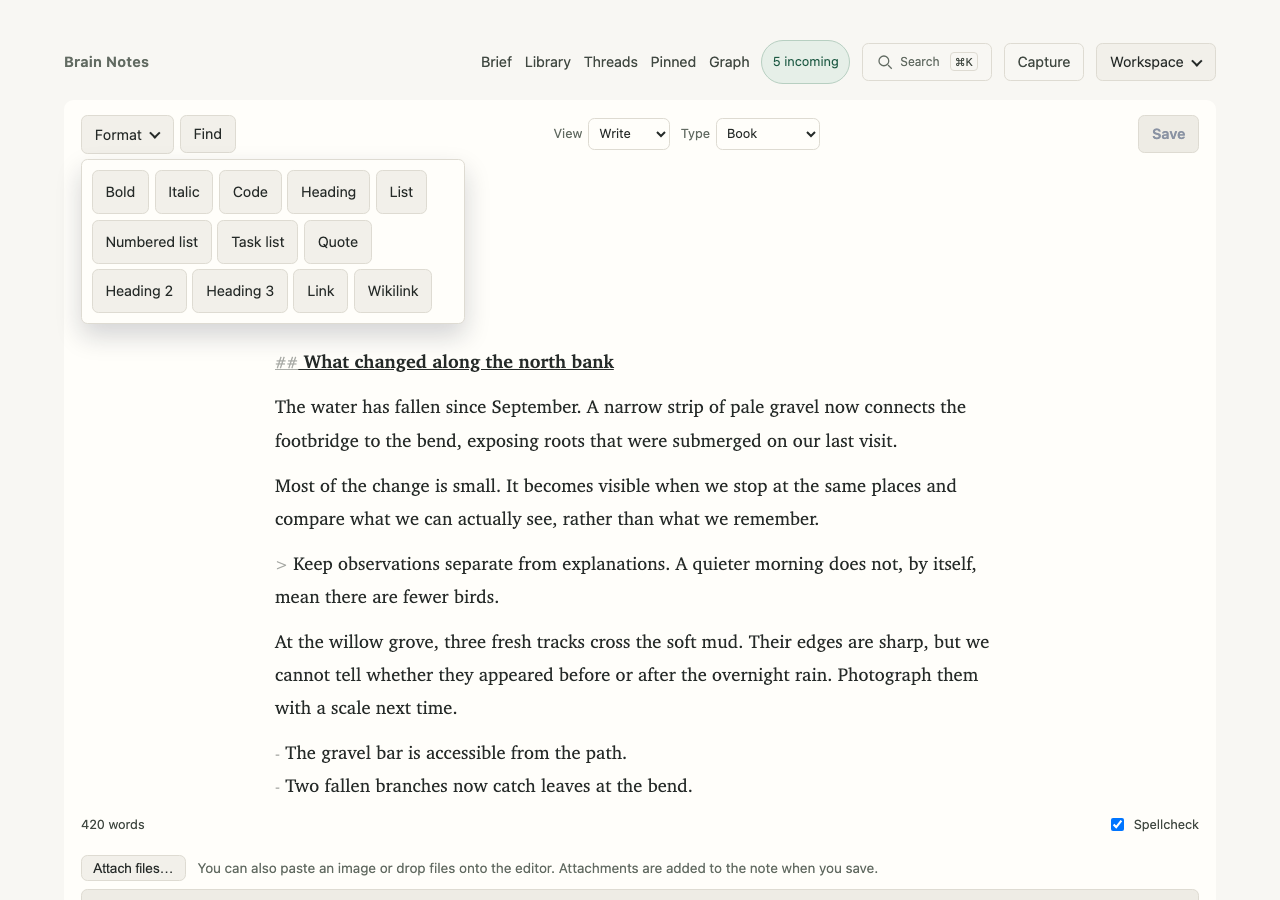 Brain Notes
Brief Library Threads Pinned Graph 5 incoming Search ⌘K Capture Workspace
Format Find View Write Type Book Save
Bold Italic Code Heading List
Numbered list Task list Quote
Heading 2 Heading 3 Link Wikilink
## What changed along the north bank
The water has fallen since September. A narrow strip of pale gravel now connects the
footbridge to the bend, exposing roots that were submerged on our last visit.
Most of the change is small. It becomes visible when we stop at the same places and
compare what we can actually see, rather than what we remember.
> Keep observations separate from explanations. A quieter morning does not, by itself,
mean there are fewer birds.
At the willow grove, three fresh tracks cross the soft mud. Their edges are sharp, but we
cannot tell whether they appeared before or after the overnight rain. Photograph them
with a scale next time.
- The gravel bar is accessible from the path.
- Two fallen branches now catch leaves at the bend.
420 words Spellcheck
Attach files… You can also paste an image or drop files onto the editor. Attachments are added to the note when you save.